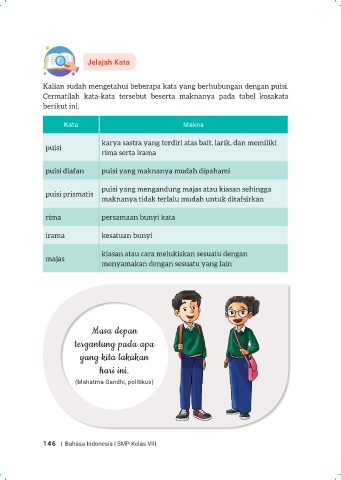 Jelajah Kata
Kalian sudah mengetahui beberapa kata yang berhubungan dengan puisi.
Cermatilah kata-kata tersebut beserta maknanya pada tabel kosakata
berikut ini.
Kata
Makna
puisi
karya sastra yang terdiri atas bait, larik, dan memiliki
rima serta irama
puisi diafan
puisi yang maknanya mudah dipahami
puisi prismatis
puisi yang mengandung majas atau kiasan sehingga
maknanya tidak terlalu mudah untuk ditafsirkan
rima
persamaan bunyi kata
irama
kesatuan bunyi
majas
kiasan atau cara melukiskan sesuatu dengan
menyamakan dengan sesuatu yang lain
Masa depan
tergantung pada apa
yang kita lakukan
hari ini.
(Mahatma Gandhi, politikus)
146 | Bahasa Indonesia | SMP Kelas VIII